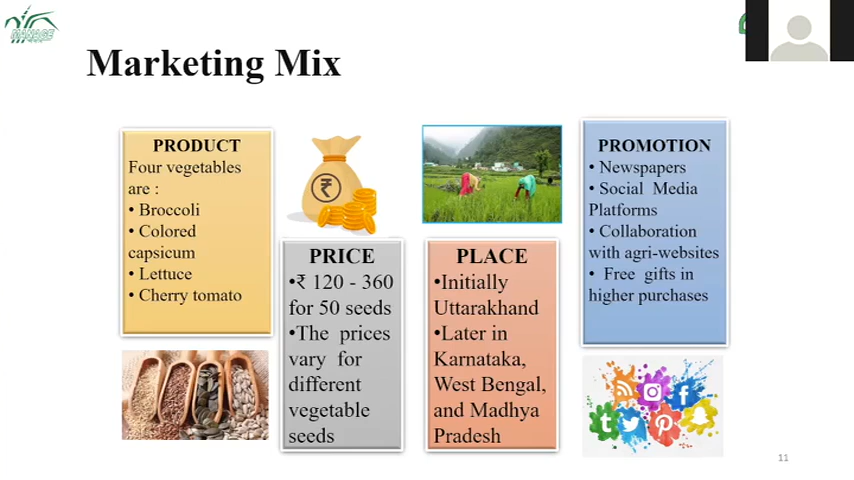 MANAGE
Marketing Mix
PRODUCT
Four vegetables
are :
• Broccoli
• Colored
capsicum
• Lettuce
• Cherry tomato
₹
PRICE
•₹ 120 - 360
for 50 seeds
•The prices
vary for
different
vegetable
seeds
PLACE
•Initially
Uttarakhand
•Later in
Karnataka,
West Bengal,
and Madhya
Pradesh
PROMOTION
• Newspapers
• Social Media
Platforms
• Collaboration
with agri-websites
• Free gifts in
higher purchases
11